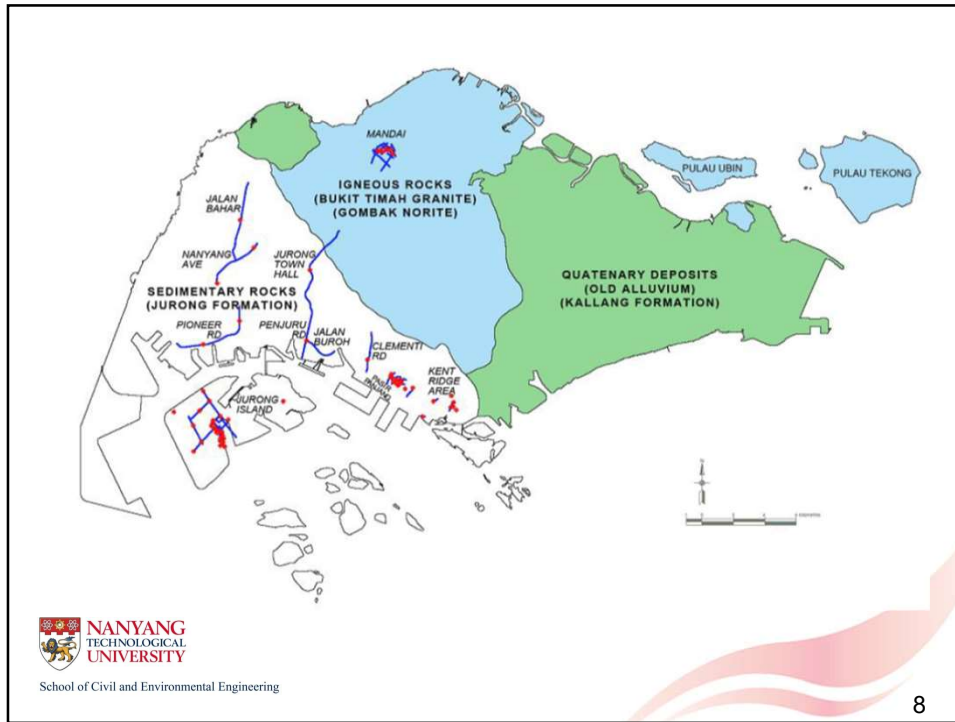 MANDAI
IGNEOUS ROCKS
(BUKIT TIMAH GRANITE)
(GOMBAK NORITE)
PULAU UBIN
PULAU TEKONG
JALAN
BAHAR
NANYANG
AVE
JURONG
TOWN
HALL
SEDIMENTARY ROCKS
(JURONG FORMATION)
QUATENARY DEPOSITS
(OLD ALLUVIUM)
(KALLANG FORMATION)
PIONEER
RD
PENJURU
RD
JALAN
BUROH
CLEMENTI
RD
PASIR
PANJANG
KENT
RIDGE
AREA
JURONG
ISLAND
NANYANG
TECHNOLOGICAL
UNIVERSITY
School of Civil and Environmental Engineering
8